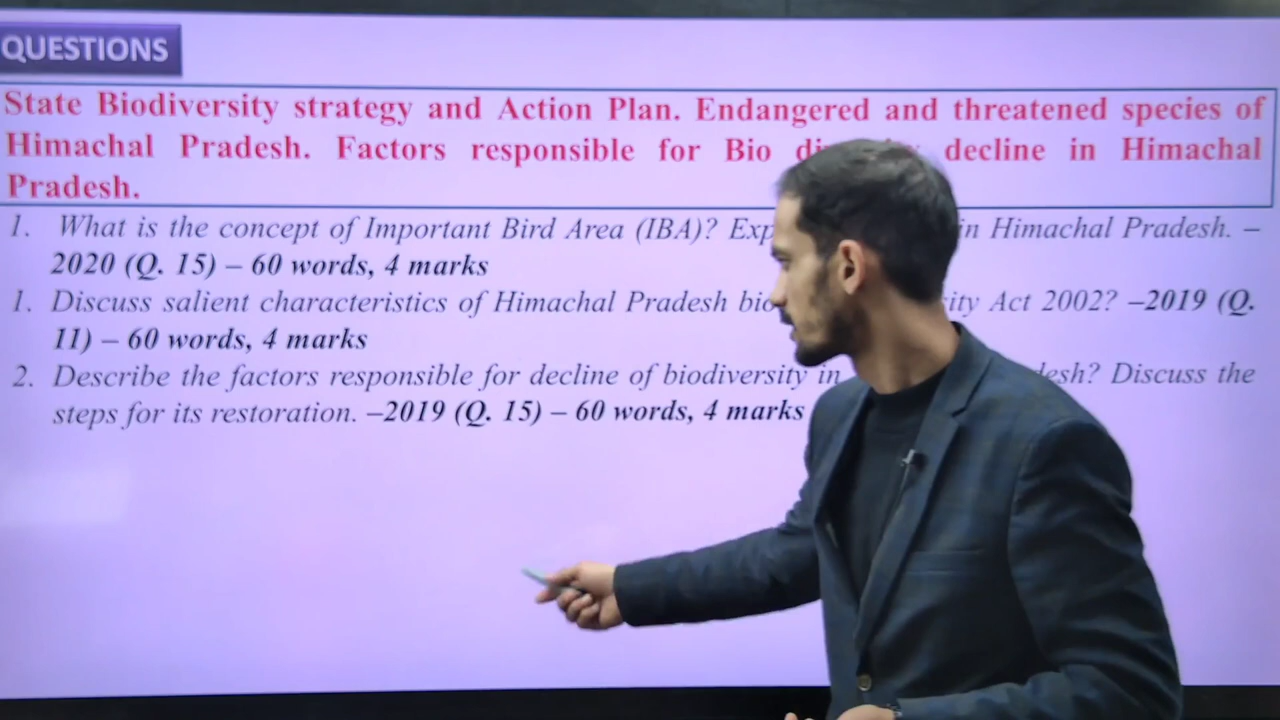 QUESTIONS
State Biodiversity strategy and Action Plan. Endangered and threatened species of
Himachal Pradesh. Factors responsible for Bio decline in Himachal
Pradesh.
1. What is the concept of Important Bird Area (IBA)? in Himachal Pradesh. –
2020 (Q. 15) – 60 words, 4 marks
1. Discuss salient characteristics of Himachal Pradesh Act 2002? –2019 (Q.
11) – 60 words, 4 marks
2. Describe the factors responsible for decline of biodiversity in Discuss the
steps for its restoration. –2019 (Q. 15) – 60 words, 4 marks